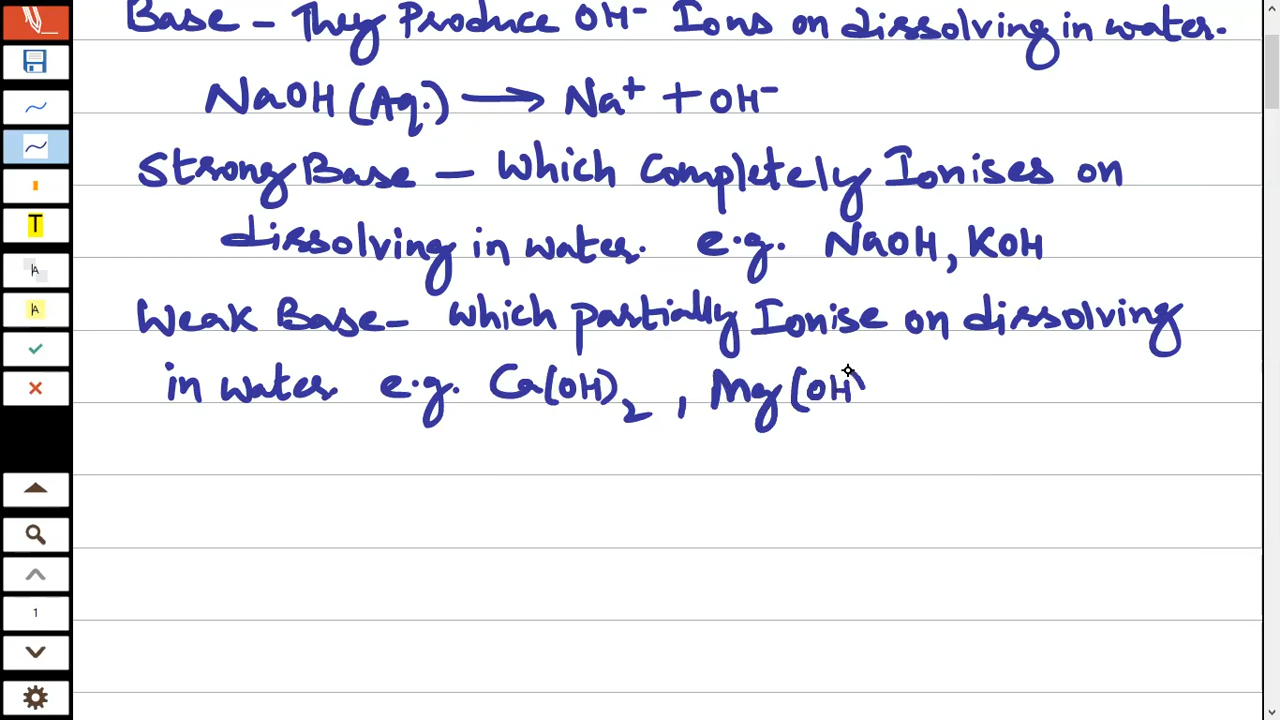 Base - They Produce OH⁻ Ions on dissolving in water.
NaOH (Aq.) ⟶ Na⁺ + OH⁻
Strong Base - which completely Ionises on
dissolving in water. e.g. NaOH, KOH
Weak Base - which partially Ionise on dissolving
in water. e.g. Ca(OH)₂, Mg(OH)
T
A
A
1